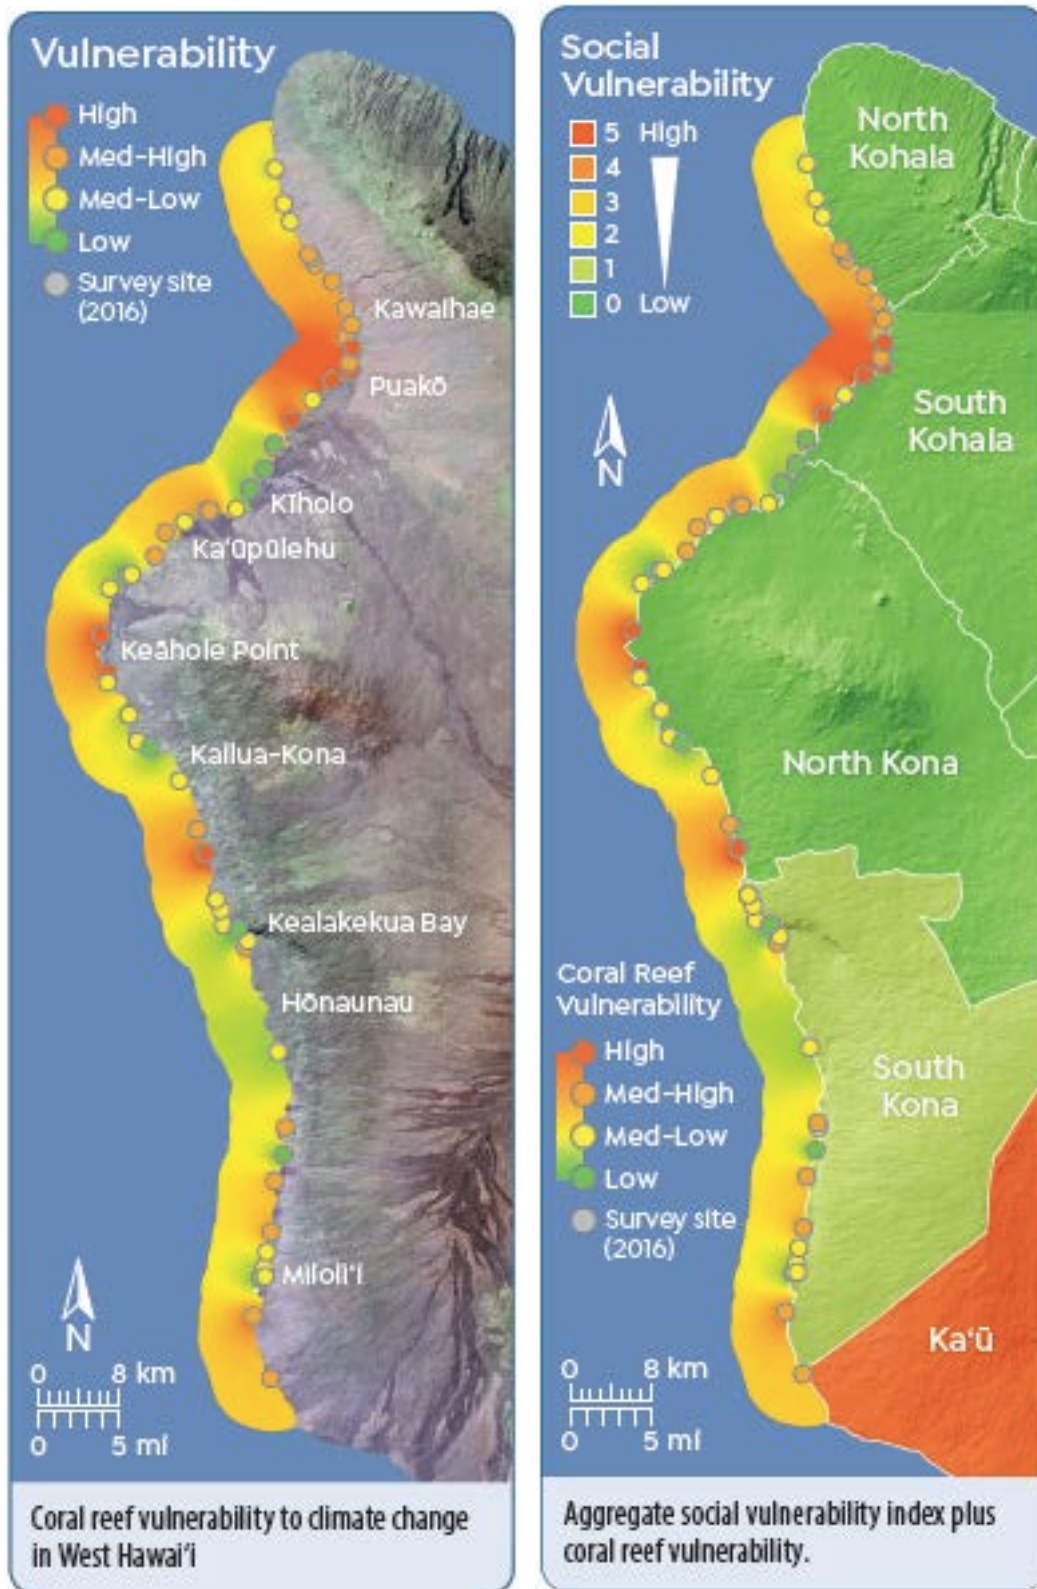 Vulnerability
High
Med-High
Med-Low
Low
Survey site
(2016)
Kawaihae
Puakō
Kīholo
Ka‘ūpūlehu
Keāhole Point
Kailua-Kona
Kealakekua Bay
Hōnaunau
Miloli‘i
N
0 8 km
0 5 mi
Coral reef vulnerability to climate change
in West Hawai‘i
Social
Vulnerability
5 High
4
3
2
1
0 Low
North
Kohala
N
South
Kohala
North Kona
Coral Reef
Vulnerability
High
Med-High
Med-Low
Low
Survey site
(2016)
South
Kona
Ka‘ū
0 8 km
0 5 mi
Aggregate social vulnerability index plus
coral reef vulnerability.